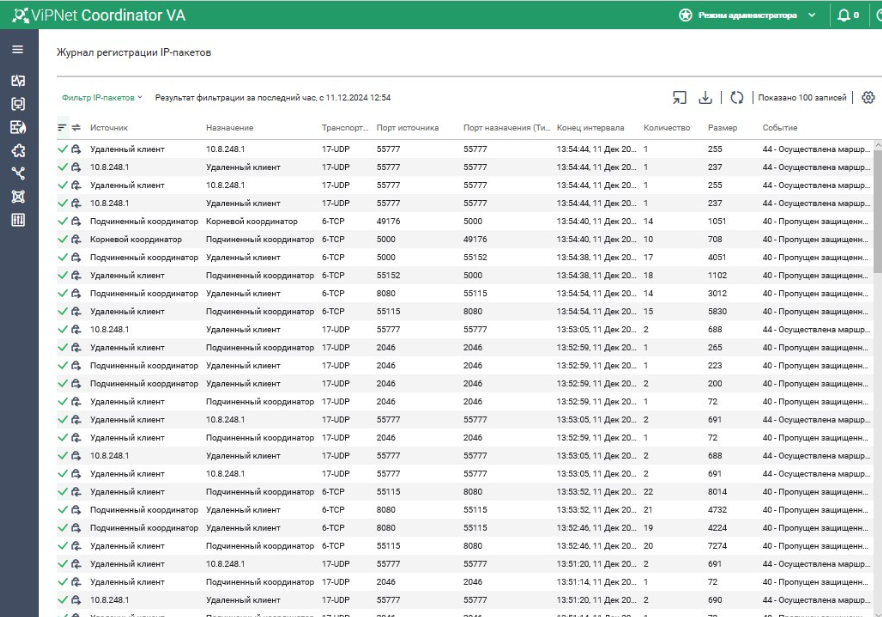 ViPNet Coordinator VA Режим администратора 0
Журнал регистрации IP-пакетов
Фильтр IP-пакетов Результат фильтрации за последний час, с 11.12.2024 12:54 Показано 100 записей
Источник Назначение Транспорт... Порт источника Порт назначения (Ти... Конец интервала Количество Размер Событие
Удаленный клиент 10.8.248.1 17-UDP 55777 55777 13:54:44, 11 Дек 20... 1 255 44 - Осуществлена маршр...
10.8.248.1 Удаленный клиент 17-UDP 55777 55777 13:54:44, 11 Дек 20... 1 237 44 - Осуществлена маршр...
Удаленный клиент 10.8.248.1 17-UDP 55777 55777 13:54:44, 11 Дек 20... 1 255 44 - Осуществлена маршр...
10.8.248.1 Удаленный клиент 17-UDP 55777 55777 13:54:44, 11 Дек 20... 1 237 44 - Осуществлена маршр...
Подчиненный координатор Корневой координатор 6-TCP 49176 5000 13:54:40, 11 Дек 20... 14 1051 40 - Пропущен защищенн...
Корневой координатор Подчиненный координатор 6-TCP 5000 49176 13:54:40, 11 Дек 20... 10 708 40 - Пропущен защищенн...
Подчиненный координатор Удаленный клиент 6-TCP 5000 55152 13:54:38, 11 Дек 20... 17 4051 40 - Пропущен защищенн...
Удаленный клиент Подчиненный координатор 6-TCP 55152 5000 13:54:38, 11 Дек 20... 18 1102 40 - Пропущен защищенн...
Подчиненный координатор Удаленный клиент 6-TCP 8080 55115 13:54:54, 11 Дек 20... 14 3012 40 - Пропущен защищенн...
Удаленный клиент Подчиненный координатор 6-TCP 55115 8080 13:54:54, 11 Дек 20... 15 5830 40 - Пропущен защищенн...
10.8.248.1 Удаленный клиент 17-UDP 55777 55777 13:53:05, 11 Дек 20... 2 688 44 - Осуществлена маршр...
Удаленный клиент Подчиненный координатор 17-UDP 2046 2046 13:52:59, 11 Дек 20... 1 265 40 - Пропущен защищенн...
Подчиненный координатор Удаленный клиент 17-UDP 2046 2046 13:52:59, 11 Дек 20... 1 223 40 - Пропущен защищенн...
Подчиненный координатор Удаленный клиент 17-UDP 2046 2046 13:52:59, 11 Дек 20... 2 200 40 - Пропущен защищенн...
Удаленный клиент Подчиненный координатор 17-UDP 2046 2046 13:52:59, 11 Дек 20... 1 72 40 - Пропущен защищенн...
Удаленный клиент 10.8.248.1 17-UDP 55777 55777 13:53:05, 11 Дек 20... 2 691 44 - Осуществлена маршр...
Удаленный клиент Подчиненный координатор 17-UDP 2046 2046 13:52:59, 11 Дек 20... 1 72 40 - Пропущен защищенн...
10.8.248.1 Удаленный клиент 17-UDP 55777 55777 13:53:05, 11 Дек 20... 2 688 44 - Осуществлена маршр...
Удаленный клиент 10.8.248.1 17-UDP 55777 55777 13:53:05, 11 Дек 20... 2 691 44 - Осуществлена маршр...
Удаленный клиент Подчиненный координатор 6-TCP 55115 8080 13:53:52, 11 Дек 20... 22 8014 40 - Пропущен защищенн...
Подчиненный координатор Удаленный клиент 6-TCP 8080 55115 13:53:52, 11 Дек 20... 21 4732 40 - Пропущен защищенн...
Подчиненный координатор Удаленный клиент 6-TCP 8080 55115 13:52:46, 11 Дек 20... 19 4224 40 - Пропущен защищенн...
Удаленный клиент Подчиненный координатор 6-TCP 55115 8080 13:52:46, 11 Дек 20... 20 7274 40 - Пропущен защищенн...
Удаленный клиент 10.8.248.1 17-UDP 55777 55777 13:51:20, 11 Дек 20... 2 691 44 - Осуществлена маршр...
Удаленный клиент Подчиненный координатор 17-UDP 2046 2046 13:51:14, 11 Дек 20... 1 72 40 - Пропущен защищенн...
10.8.248.1 Удаленный клиент 17-UDP 55777 55777 13:51:20, 11 Дек 20... 2 690 44 - Осуществлена маршр...